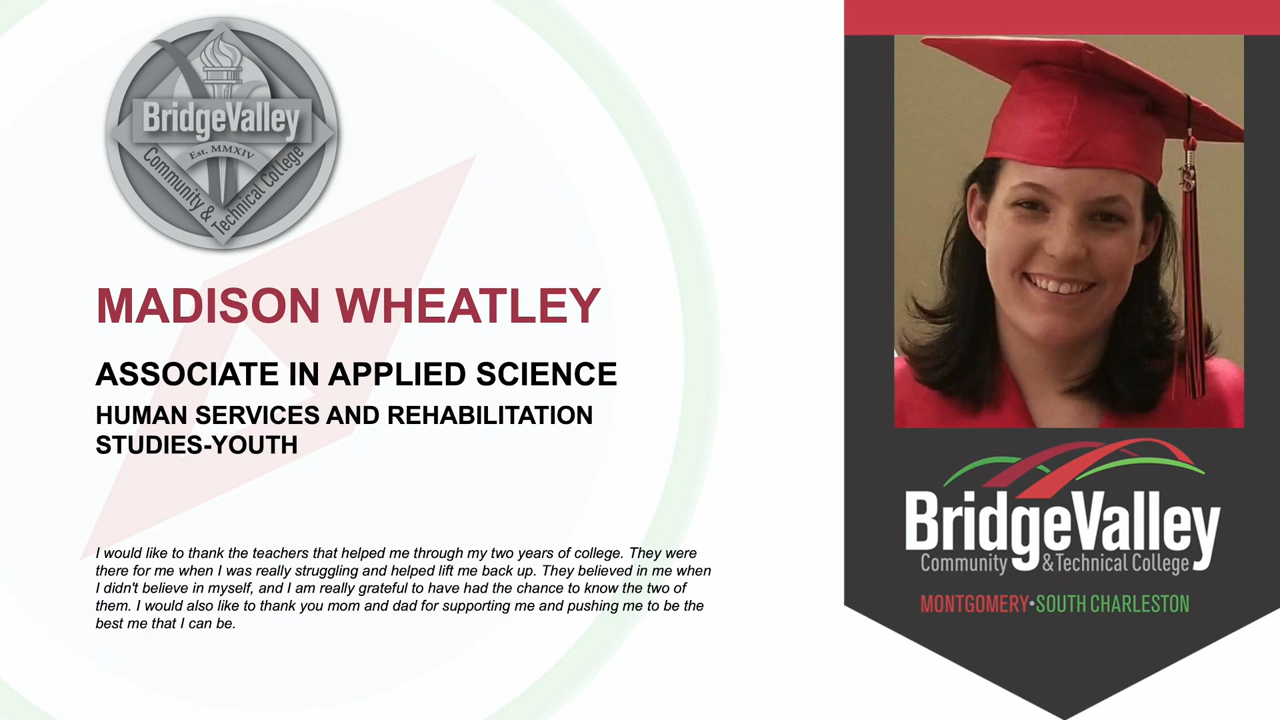 BridgeValley
Est. MMXIV
Community & Technical College
MADISON WHEATLEY
ASSOCIATE IN APPLIED SCIENCE
HUMAN SERVICES AND REHABILITATION
STUDIES-YOUTH
I would like to thank the teachers that helped me through my two years of college. They were
there for me when I was really struggling and helped lift me back up. They believed in me when
I didn't believe in myself, and I am really grateful to have had the chance to know the two of
them. I would also like to thank you mom and dad for supporting me and pushing me to be the
best me that I can be.
18
BridgeValley
Community & Technical College
MONTGOMERY•SOUTH CHARLESTON